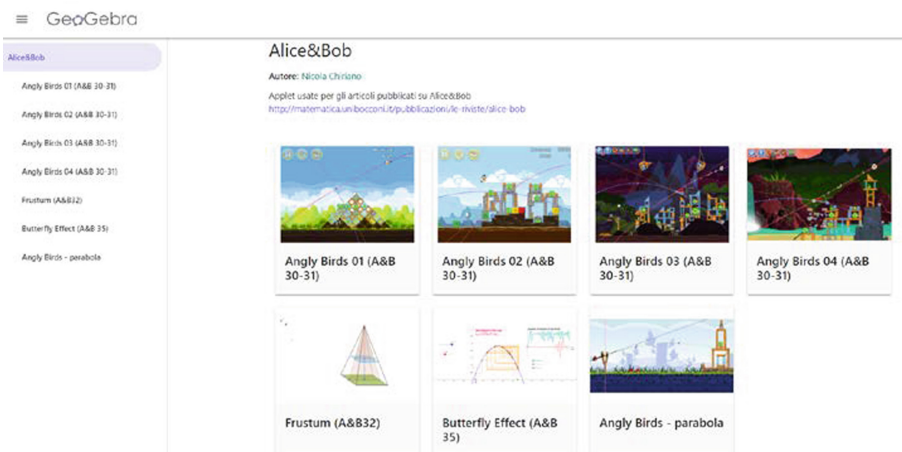 GeoGebra
Alice&Bob
Angly Birds 01 (A&B 30-31)
Angly Birds 02 (A&B 30-31)
Angly Birds 03 (A&B 30-31)
Angly Birds 04 (A&B 30-31)
Frustum (A&B32)
Butterfly Effect (A&B 35)
Angly Birds - parabola
Alice&Bob
Autore: Nicola Chiriano
Applet usate per gli articoli pubblicati su Alice&Bob
http://matematica.unibocconi.it/pubblicazioni/le-riviste/alice-bob
Angly Birds 01 (A&B
30-31)
Angly Birds 02 (A&B
30-31)
Angly Birds 03 (A&B
30-31)
Angly Birds 04 (A&B
30-31)
Frustum (A&B32)
Butterfly Effect (A&B
35)
Angly Birds - parabola